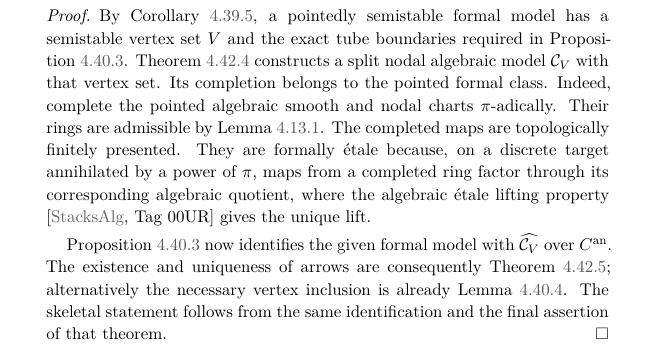 Proof. By Corollary 4.39.5, a pointedly semistable formal model has a
semistable vertex set V and the exact tube boundaries required in Proposi-
tion 4.40.3. Theorem 4.42.4 constructs a split nodal algebraic model 𝒞_V with
that vertex set. Its completion belongs to the pointed formal class. Indeed,
complete the pointed algebraic smooth and nodal charts π-adically. Their
rings are admissible by Lemma 4.13.1. The completed maps are topologically
finitely presented. They are formally étale because, on a discrete target
annihilated by a power of π, maps from a completed ring factor through its
corresponding algebraic quotient, where the algebraic étale lifting property
[StacksAlg, Tag 00UR] gives the unique lift.
Proposition 4.40.3 now identifies the given formal model with \widehat{𝒞_V} over C^{an}.
The existence and uniqueness of arrows are consequently Theorem 4.42.5;
alternatively the necessary vertex inclusion is already Lemma 4.40.4. The
skeletal statement follows from the same identification and the final assertion
of that theorem. □